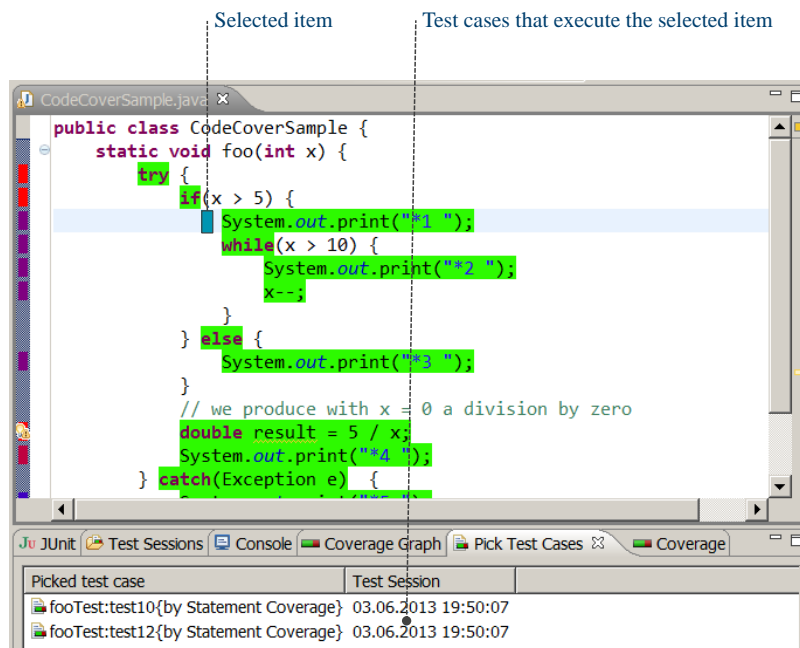 Selected item
Test cases that execute the selected item
CodeCoverSample.java
public class CodeCoverSample {
static void foo(int x) {
try {
if(x > 5) {
System.out.print("*1 ");
while(x > 10) {
System.out.print("*2 ");
x--;
}
} else {
System.out.print("*3 ");
}
// we produce with x = 0 a division by zero
double result = 5 / x;
System.out.print("*4 ");
} catch(Exception e) {
JUnit Test Sessions Console Coverage Graph Pick Test Cases Coverage
Picked test case Test Session
fooTest:test10{by Statement Coverage} 03.06.2013 19:50:07
fooTest:test12{by Statement Coverage} 03.06.2013 19:50:07